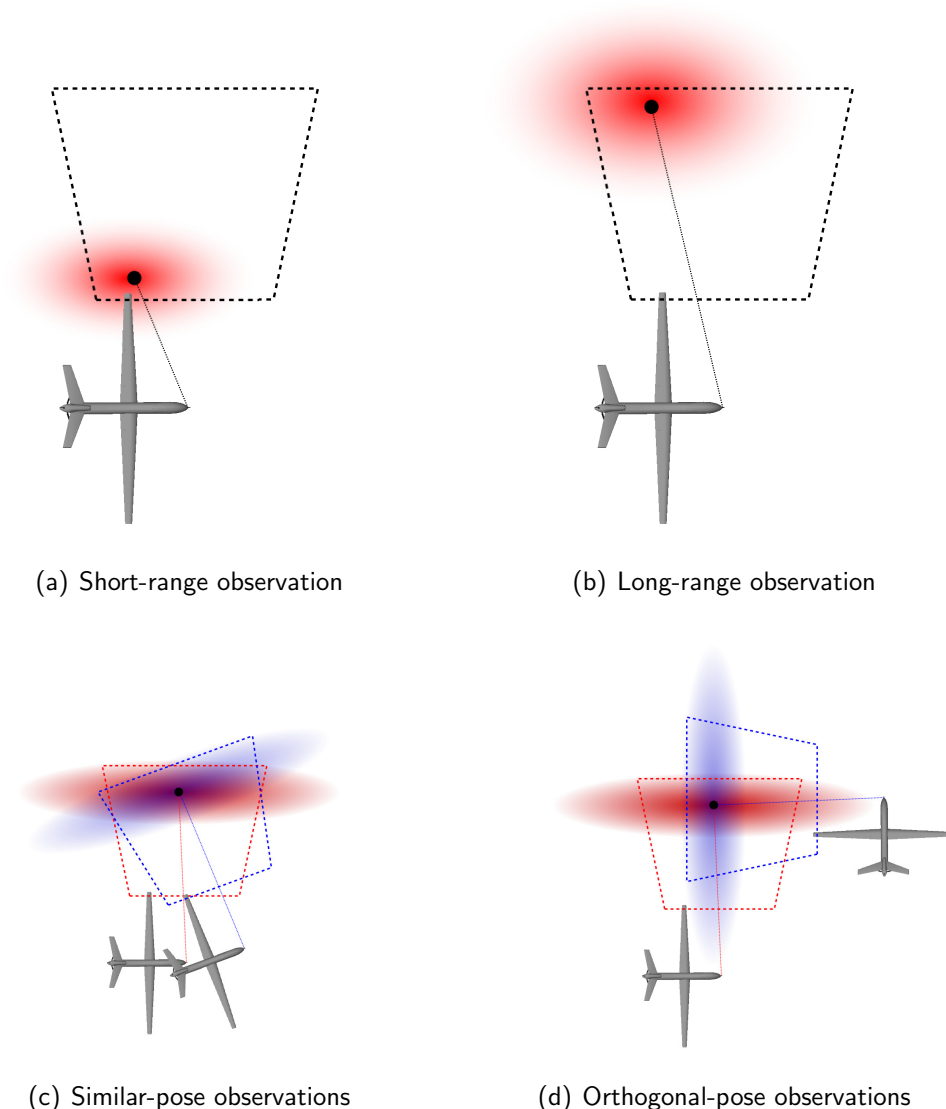 (a) Short-range observation
(b) Long-range observation
(c) Similar-pose observations
(d) Orthogonal-pose observations